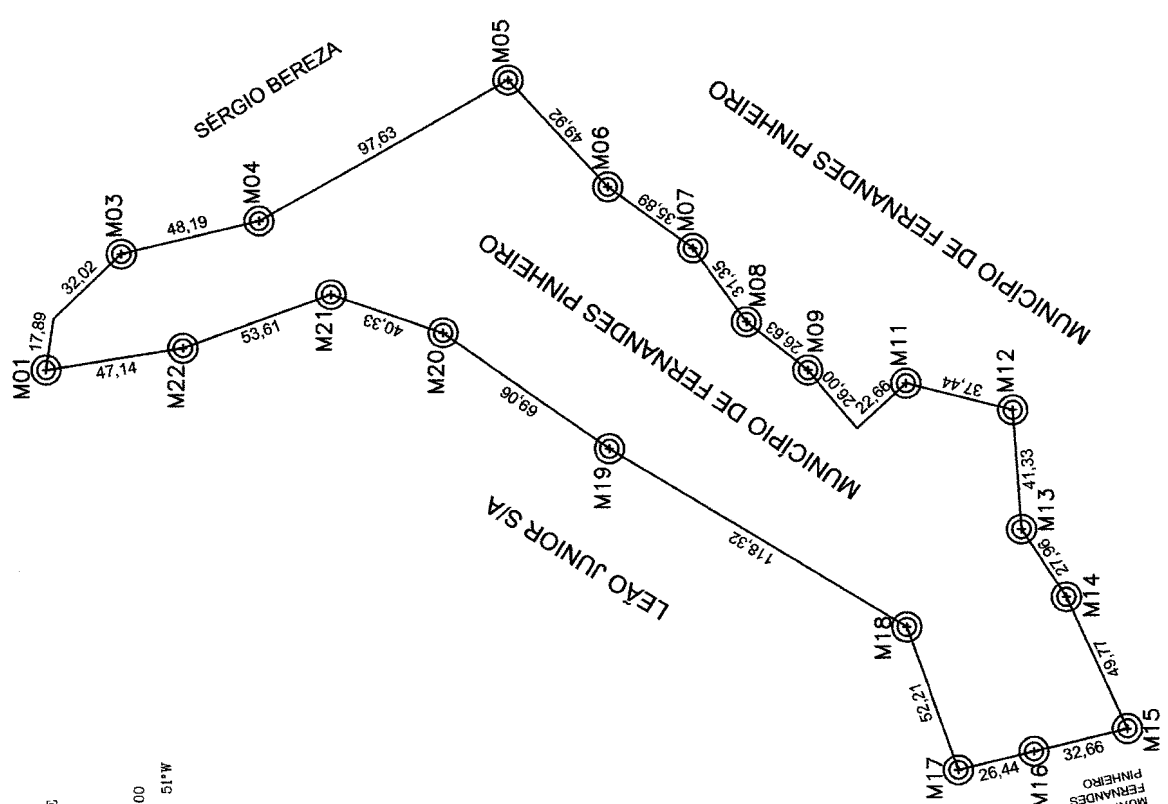 SÉRGIO BEREZA
M05
97,63
49,92
M06
M04
M03
48,19
32,02
17,89
M01
47,14
M22
53,61
M21
40,33
M20
69,06
M19
35,89
M07
31,35
M08
26,63
M09
26,00
22,66
M11
37,44
M12
41,33
M13
27,96
M14
49,77
M15
32,66
M16
26,44
M17
52,21
M18
118,32
MUNICÍPIO DE FERNANDES PINHEIRO
MUNICÍPIO DE FERNANDES PINHEIRO
LEÃO JUNIOR S/A
FERNANDES
PINHEIRO
00
51°W